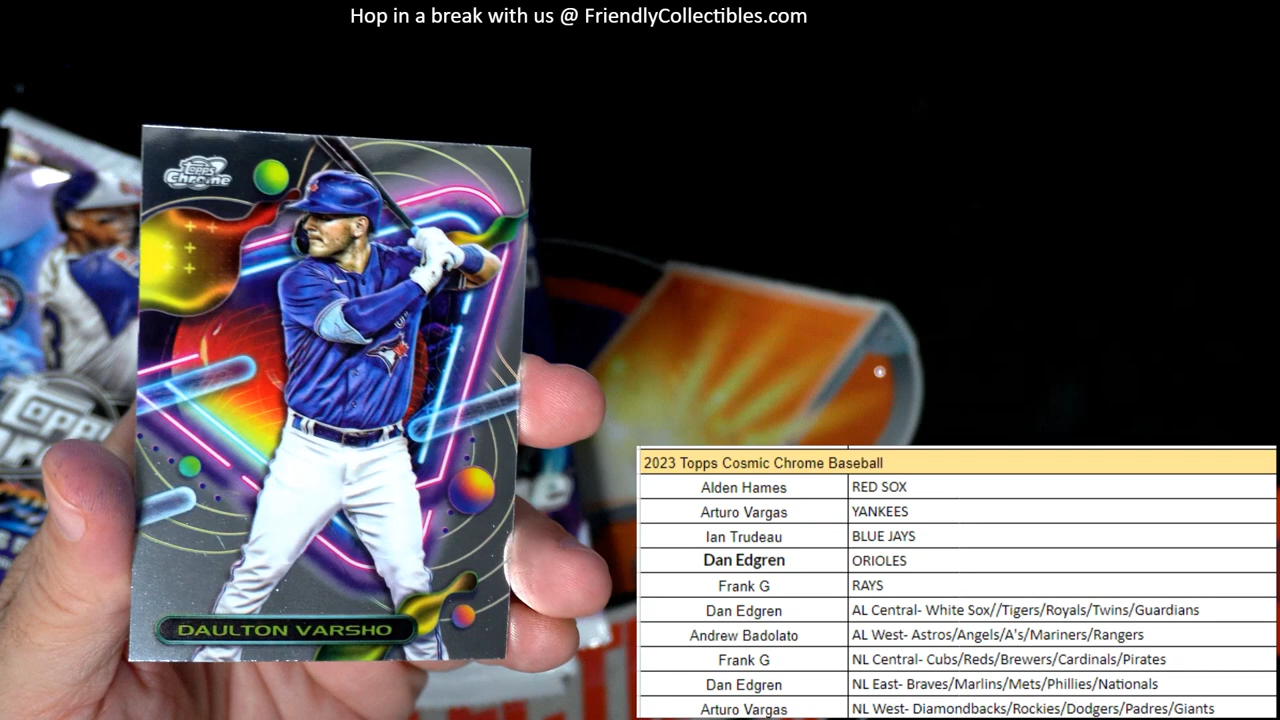 Hop in a break with us @ FriendlyCollectibles.com
Topps
Chrome
DAULTON VARSHO
2023 Topps Cosmic Chrome Baseball
Alden Hames RED SOX
Arturo Vargas YANKEES
Ian Trudeau BLUE JAYS
Dan Edgren ORIOLES
Frank G RAYS
Dan Edgren AL Central- White Sox//Tigers/Royals/Twins/Guardians
Andrew Badolato AL West- Astros/Angels/A's/Mariners/Rangers
Frank G NL Central- Cubs/Reds/Brewers/Cardinals/Pirates
Dan Edgren NL East- Braves/Marlins/Mets/Phillies/Nationals
Arturo Vargas NL West- Diamondbacks/Rockies/Dodgers/Padres/Giants